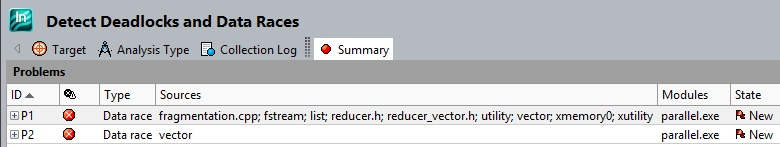 In
Detect Deadlocks and Data Races
Target Analysis Type Collection Log Summary
Problems
ID Type Sources Modules State
P1 Data race fragmentation.cpp; fstream; list; reducer.h; reducer_vector.h; utility; vector; xmemory0; xutility parallel.exe New
P2 Data race vector parallel.exe New